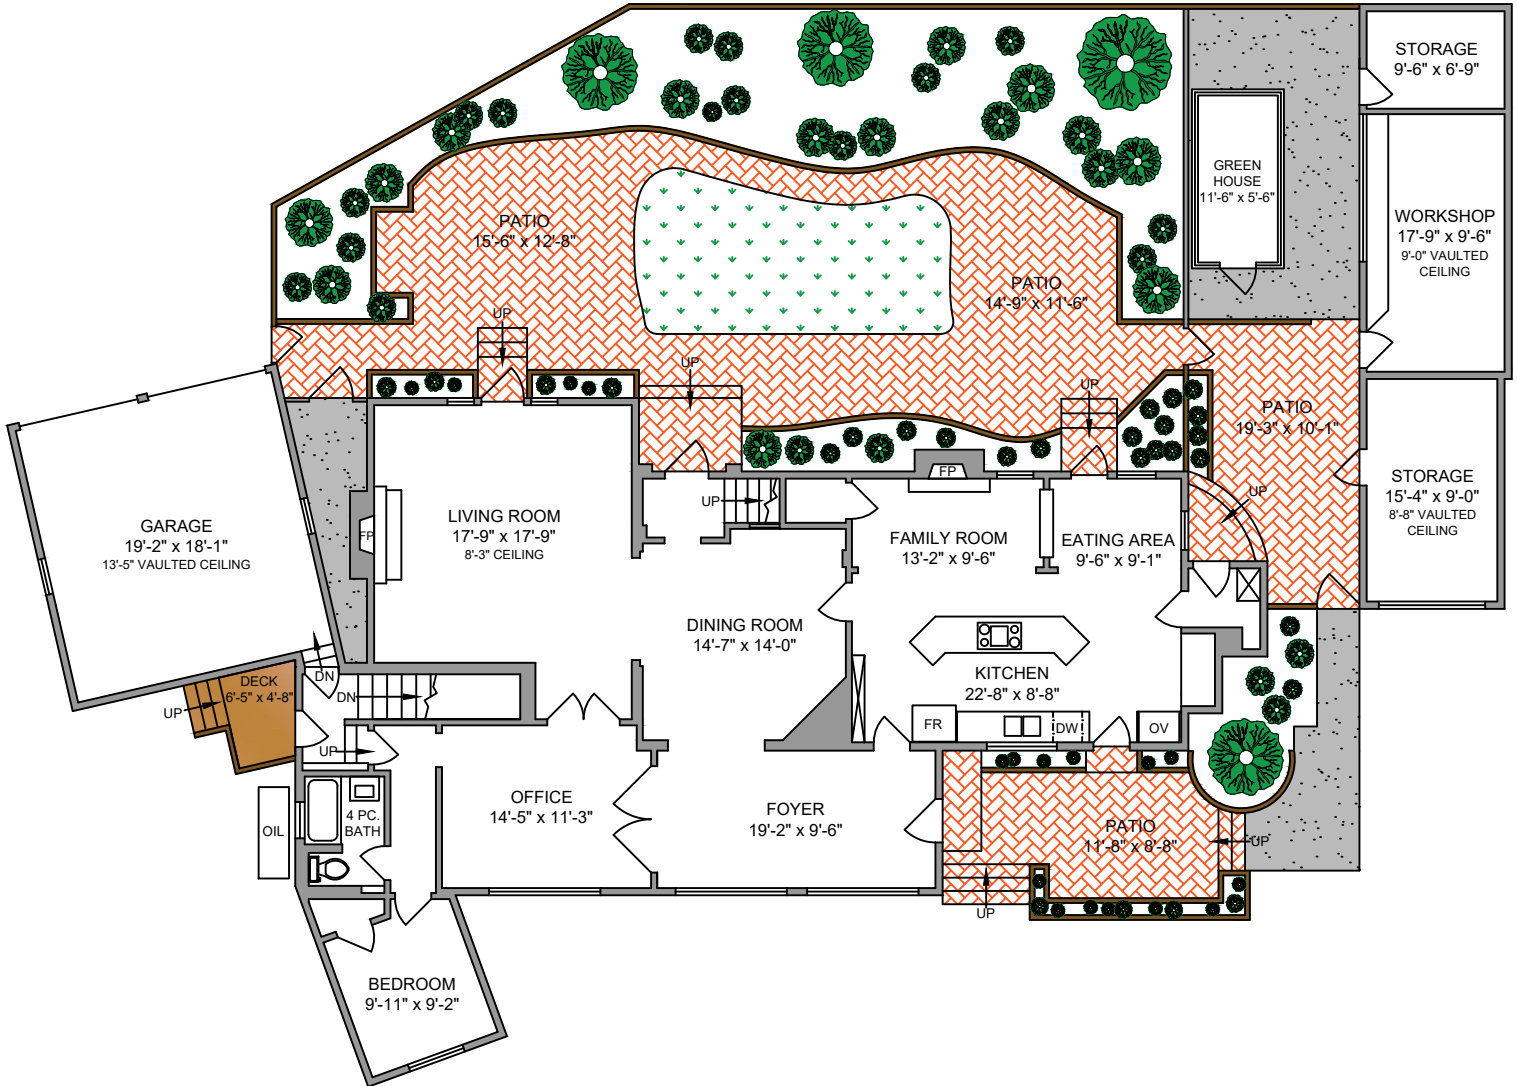 STORAGE
9'-6" x 6'-9"
GREEN
HOUSE
11'-6" x 5'-6"
WORKSHOP
17'-9" x 9'-6"
9'-0" VAULTED
CEILING
PATIO
15'-6" x 12'-8"
PATIO
14'-9" x 11'-6"
UP
UP
UP
PATIO
19'-3" x 10'-1"
STORAGE
15'-4" x 9'-0"
8'-8" VAULTED
CEILING
UP
GARAGE
19'-2" x 18'-1"
13'-5" VAULTED CEILING
FP
LIVING ROOM
17'-9" x 17'-9"
8'-3" CEILING
UP
FP
FAMILY ROOM
13'-2" x 9'-6"
EATING AREA
9'-6" x 9'-1"
DINING ROOM
14'-7" x 14'-0"
KITCHEN
22'-8" x 8'-8"
FR
DW
OV
DECK
6'-5" x 4'-8"
UP
DN
DN
UP
OFFICE
14'-5" x 11'-3"
FOYER
19'-2" x 9'-6"
4 PC.
BATH
OIL
PATIO
11'-8" x 8'-8"
UP
UP
BEDROOM
9'-11" x 9'-2"